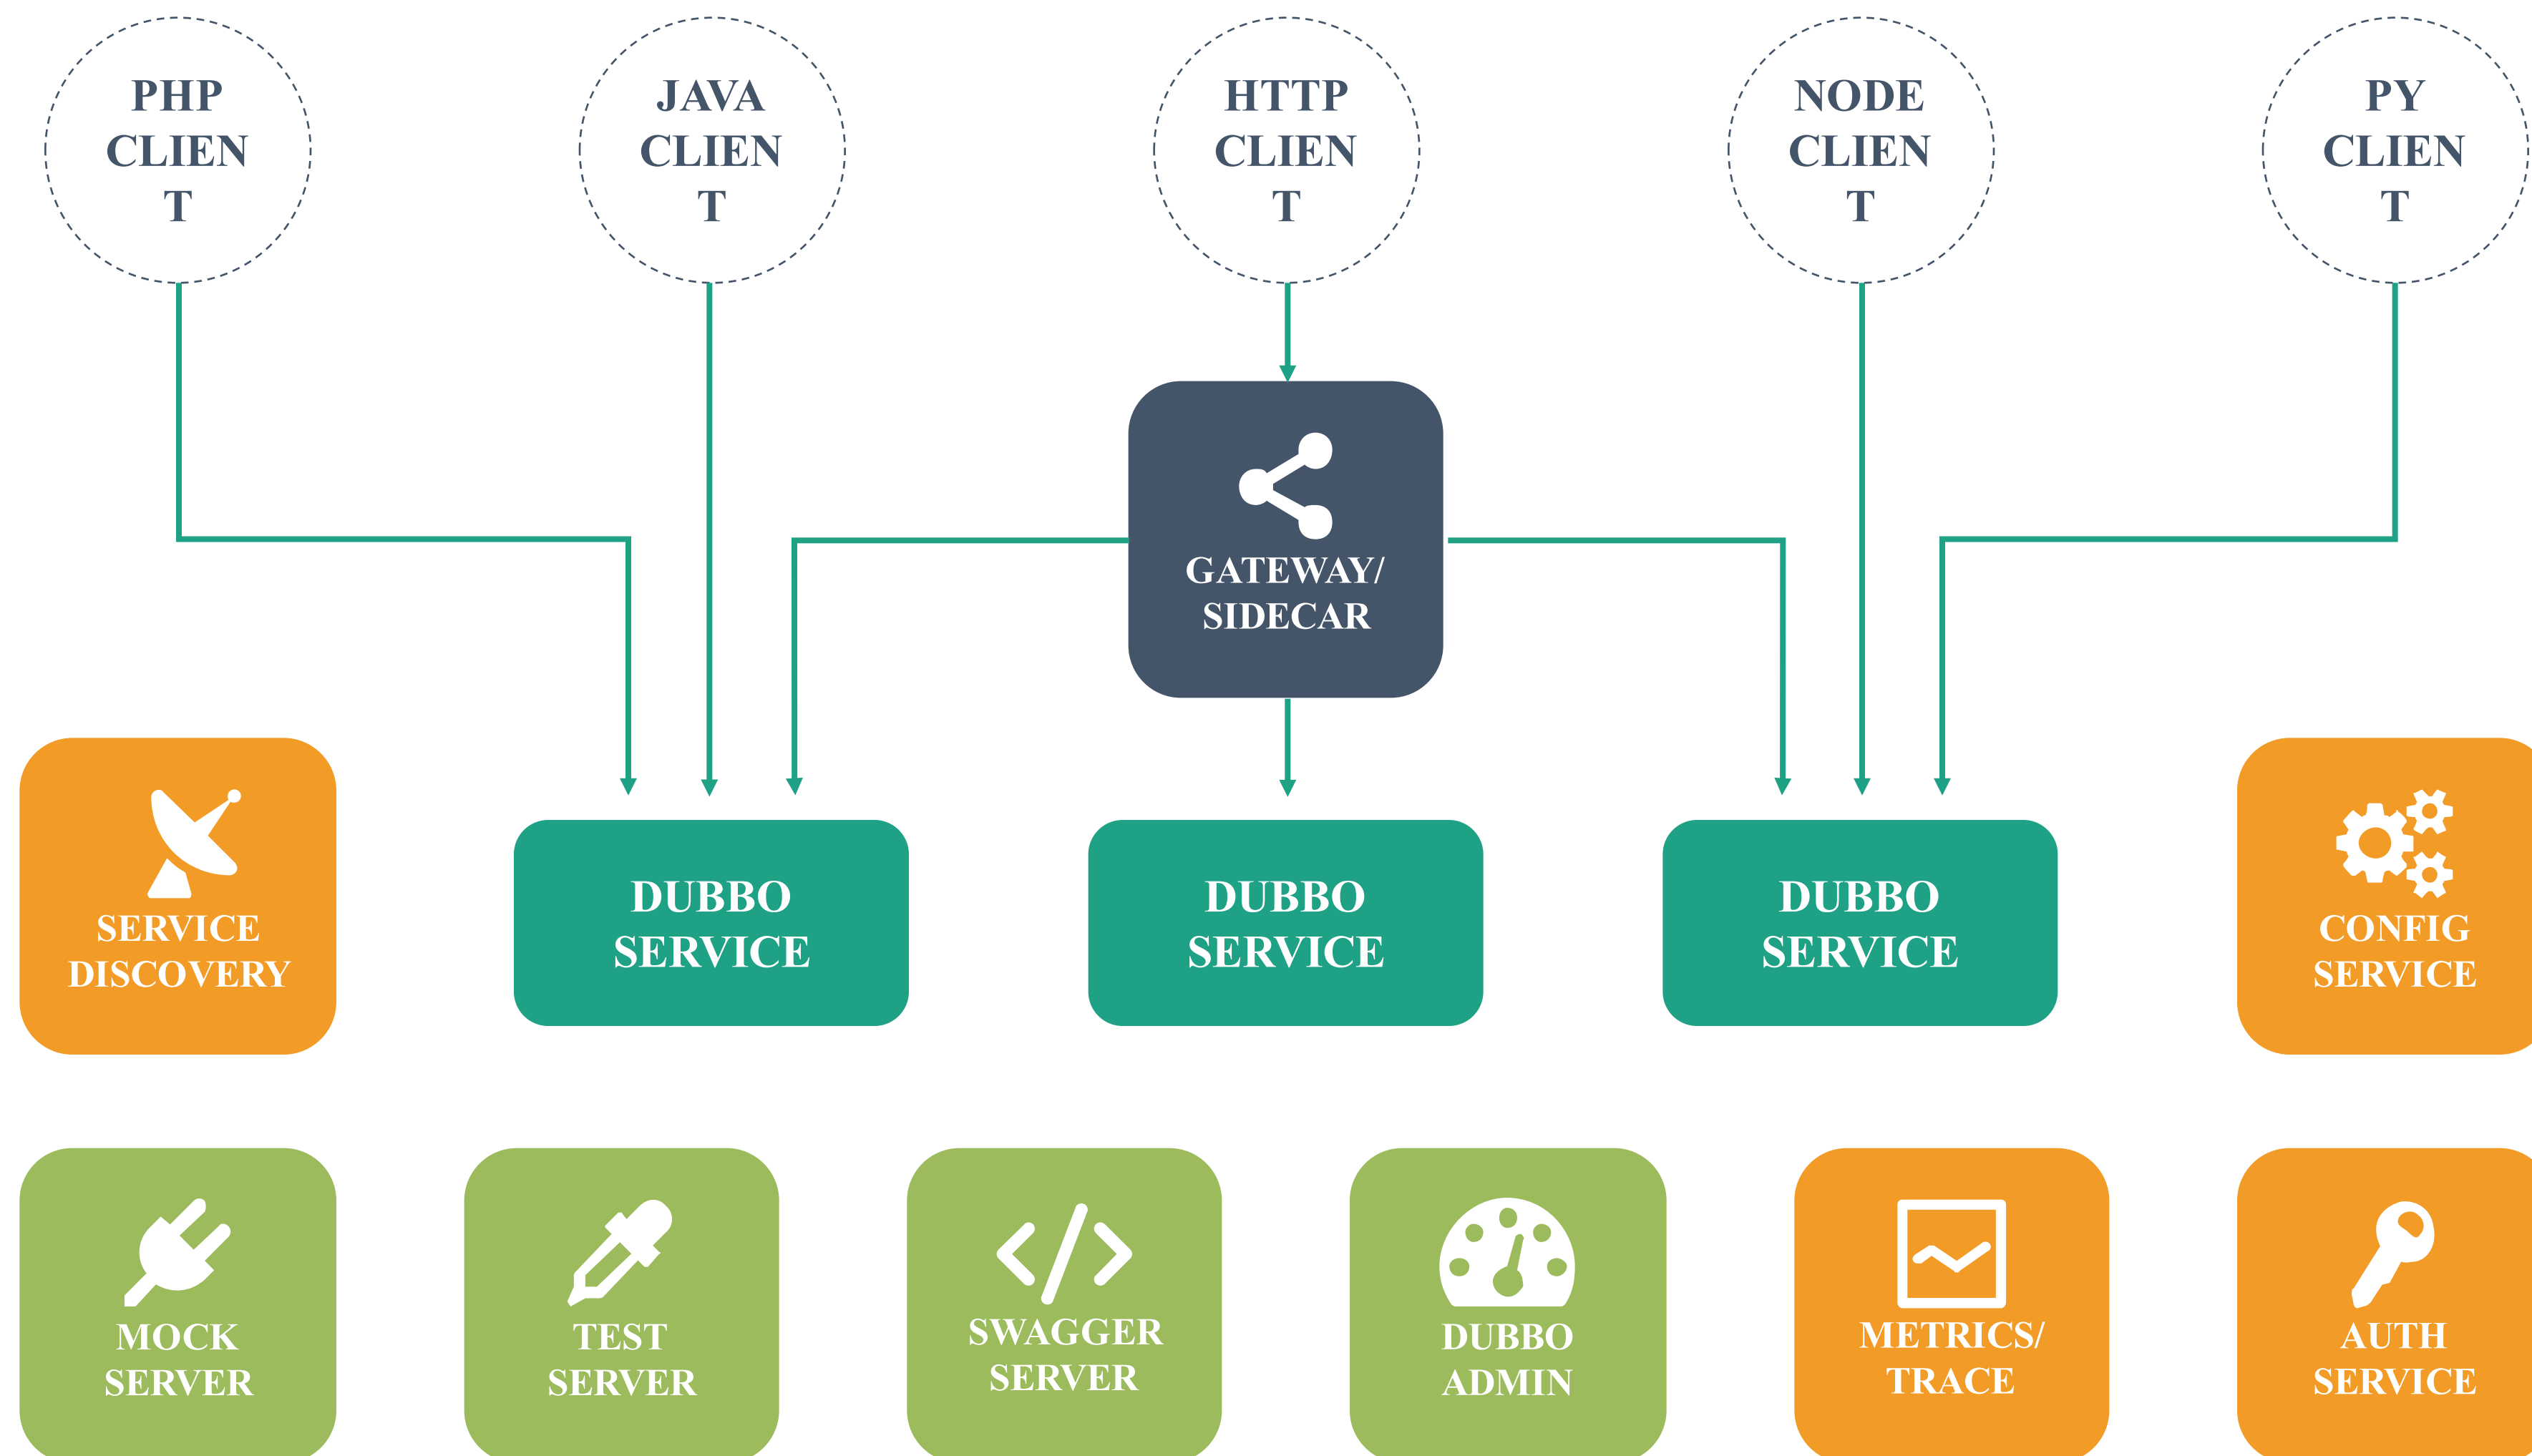 PHP
CLIEN
T
JAVA
CLIEN
T
HTTP
CLIEN
T
NODE
CLIEN
T
PY
CLIEN
T
GATEWAY/
SIDECAR
SERVICE
DISCOVERY
DUBBO
SERVICE
DUBBO
SERVICE
DUBBO
SERVICE
CONFIG
SERVICE
MOCK
SERVER
TEST
SERVER
SWAGGER
SERVER
DUBBO
ADMIN
METRICS/
TRACE
AUTH
SERVICE